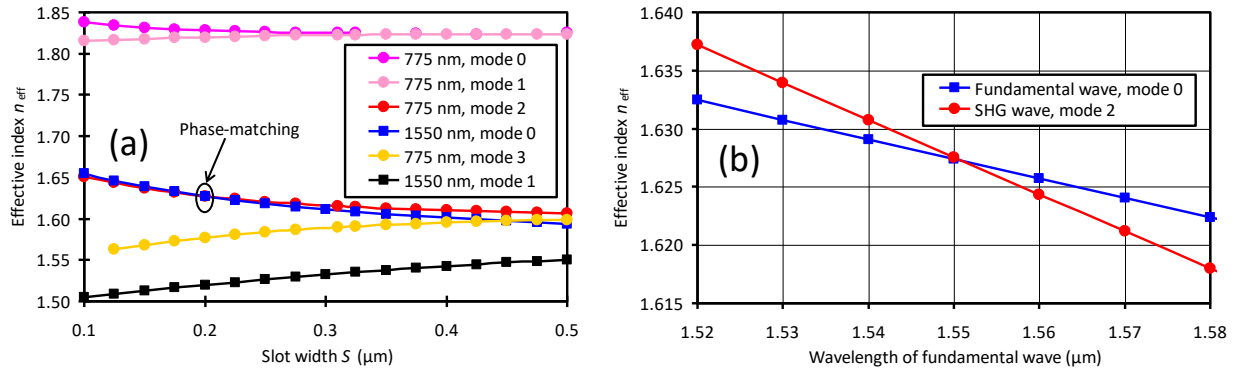 1.85
1.80
1.75
1.70
1.65
1.60
1.55
1.50
Effective index n eff
0.1
0.2
0.3
0.4
0.5
Slot width S (µm)
(a)
Phase-matching
775 nm, mode 0
775 nm, mode 1
775 nm, mode 2
1550 nm, mode 0
775 nm, mode 3
1550 nm, mode 1
1.640
1.635
1.630
1.625
1.620
1.615
Effective index n eff
1.52
1.53
1.54
1.55
1.56
1.57
1.58
Wavelength of fundamental wave (µm)
(b)
Fundamental wave, mode 0
SHG wave, mode 2